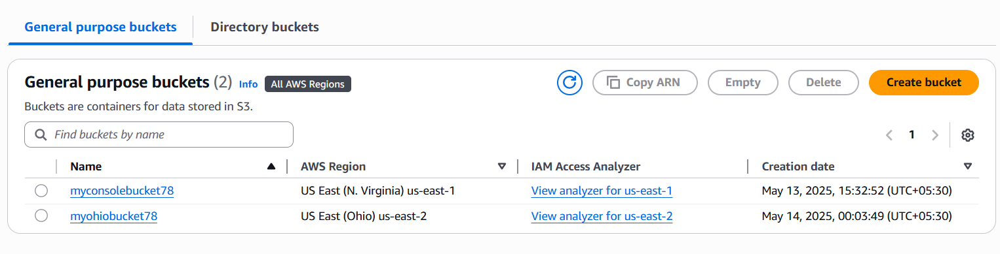 General purpose buckets Directory buckets
General purpose buckets (2) Info All AWS Regions Copy ARN Empty Delete Create bucket
Buckets are containers for data stored in S3.
Find buckets by name 1
Name AWS Region IAM Access Analyzer Creation date
myconsolebucket78 US East (N. Virginia) us-east-1 View analyzer for us-east-1 May 13, 2025, 15:32:52 (UTC+05:30)
myohiobucket78 US East (Ohio) us-east-2 View analyzer for us-east-2 May 14, 2025, 00:03:49 (UTC+05:30)